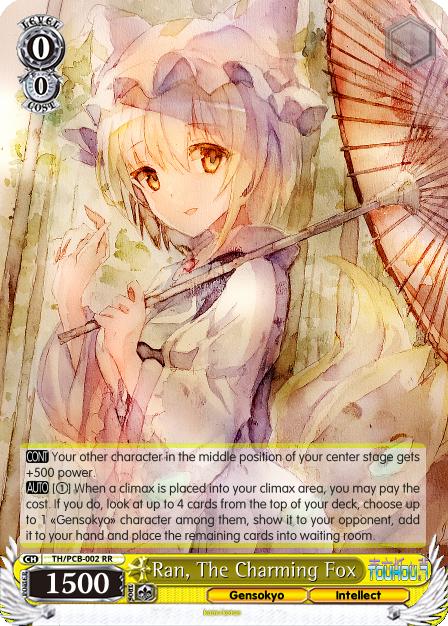 LEVEL
0
0
COST
CONT Your other character in the middle position of your center stage gets
+500 power.
AUTO [①] When a climax is placed into your climax area, you may pay the
cost. If you do, look at up to 4 cards from the top of your deck, choose up
to 1 «Gensokyo» character among them, show it to your opponent, add
it to your hand and place the remaining cards into waiting room.
CH TH/PCB-002 RR
POWER 1500 SOUL Ran, The Charming Fox TOUHOU
Gensokyo Intellect